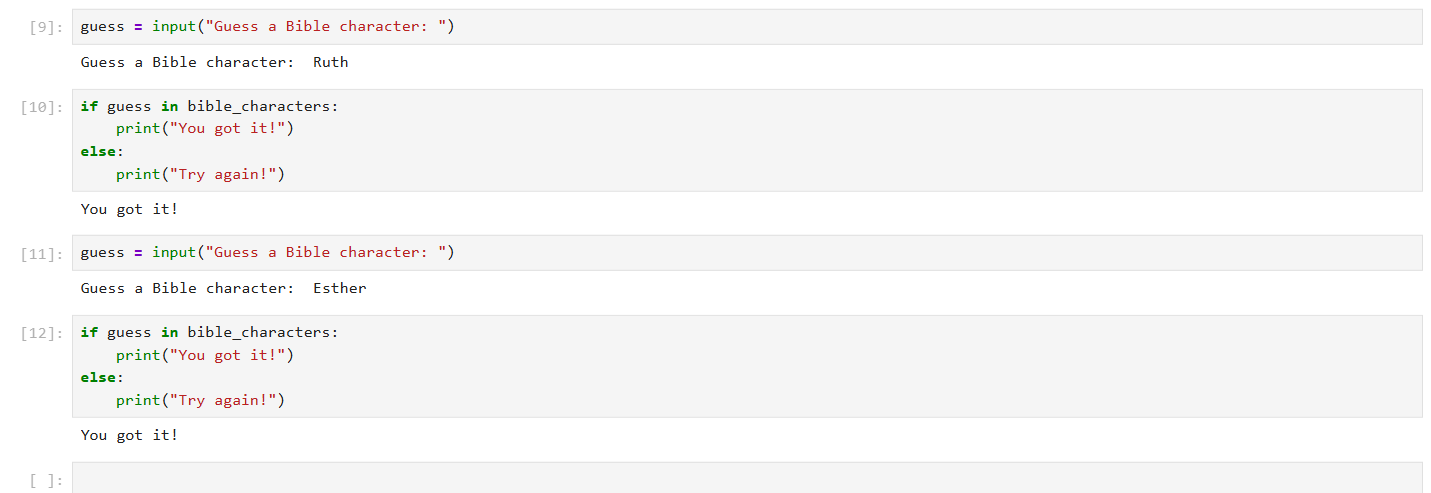 [9]: guess = input("Guess a Bible character: ")
Guess a Bible character:  Ruth
[10]: if guess in bible_characters:
    print("You got it!")
else:
    print("Try again!")
You got it!
[11]: guess = input("Guess a Bible character: ")
Guess a Bible character:  Esther
[12]: if guess in bible_characters:
    print("You got it!")
else:
    print("Try again!")
You got it!
[ ]: